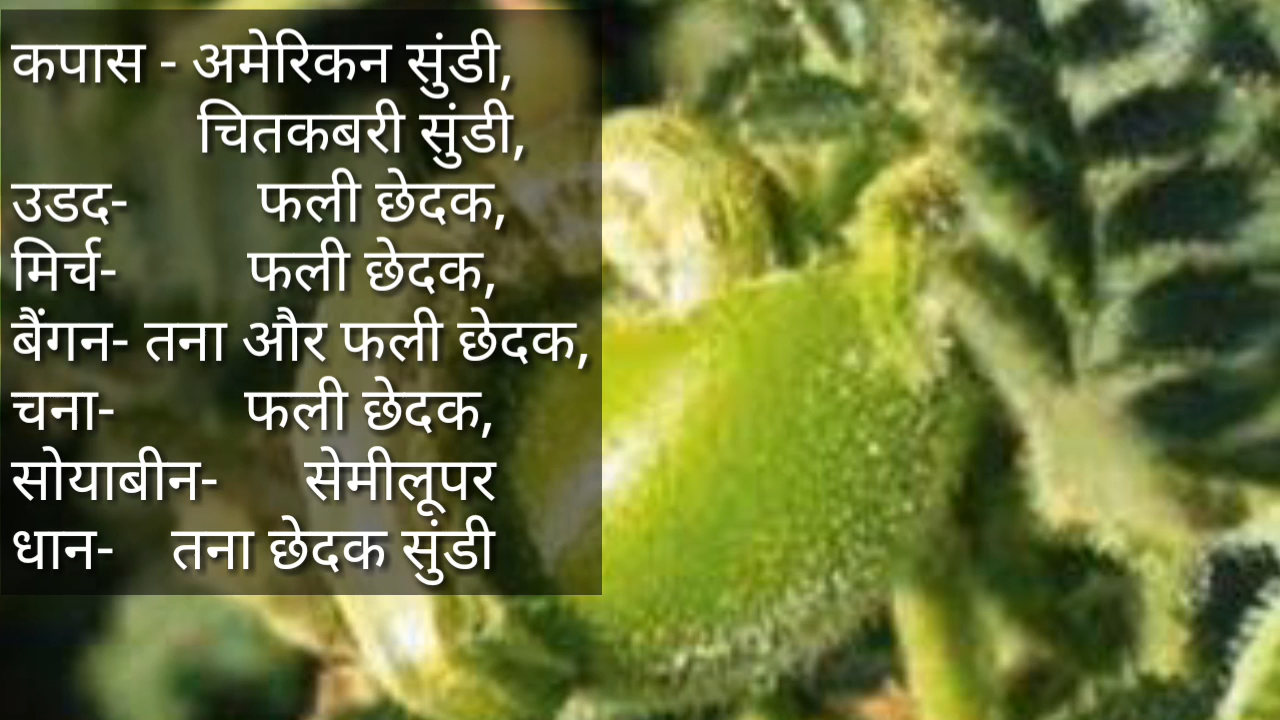 कपास - अमेरिकन सुंडी,
चितकबरी सुंडी,
उडद- फली छेदक,
मिर्च- फली छेदक,
बैंगन- तना और फली छेदक,
चना- फली छेदक,
सोयाबीन- सेमीलूपर
धान- तना छेदक सुंडी